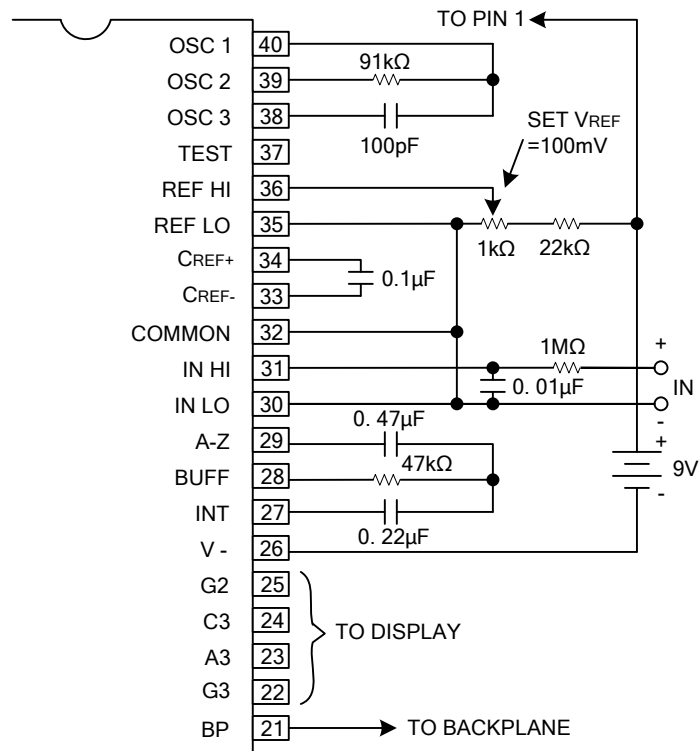 TO PIN 1
OSC 1 40
91kΩ
OSC 2 39
OSC 3 38
100pF
SET VREF
=100mV
TEST 37
REF HI 36
REF LO 35
1kΩ 22kΩ
CREF+ 34
0.1µF
CREF- 33
COMMON 32
1MΩ
+
IN HI 31
0. 01µF
IN
IN LO 30
-
0. 47µF
+
A-Z 29
47kΩ
9V
BUFF 28
-
INT 27
0. 22µF
V - 26
G2 25
C3 24
TO DISPLAY
A3 23
G3 22
BP 21 TO BACKPLANE